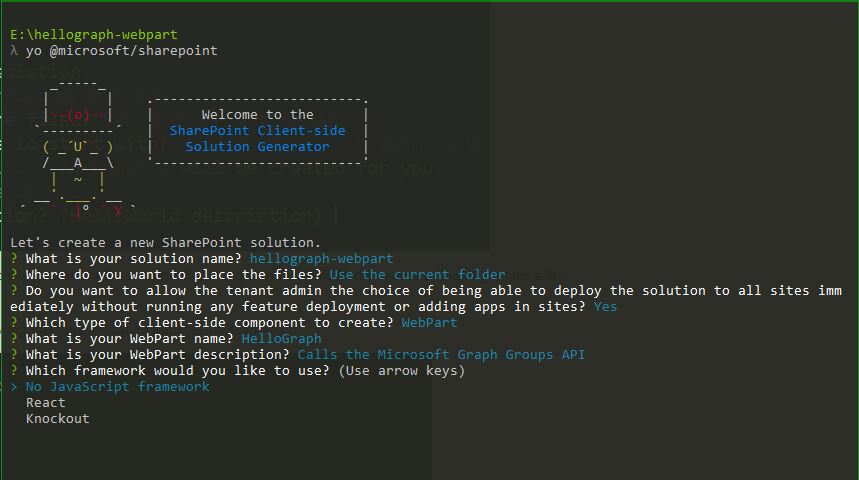 E:\hellograph-webpart
λ yo @microsoft/sharepoint
Welcome to the
SharePoint Client-side
Solution Generator
Let's create a new SharePoint solution.
? What is your solution name? hellograph-webpart
? Where do you want to place the files? Use the current folder
? Do you want to allow the tenant admin the choice of being able to deploy the solution to all sites imm
ediately without running any feature deployment or adding apps in sites? Yes
? Which type of client-side component to create? WebPart
? What is your WebPart name? HelloGraph
? What is your WebPart description? Calls the Microsoft Graph Groups API
? Which framework would you like to use? (Use arrow keys)
> No JavaScript framework
React
Knockout